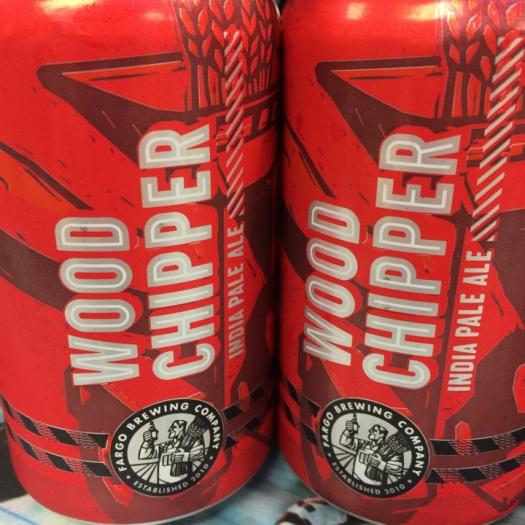 WOOD
CHIPPER
INDIA PALE ALE
FARGO BREWING COMPANY
ESTABLISHED 2010
WOOD
CHIPPER
INDIA PALE ALE
FARGO BREWING COMPANY
ESTABLISHED 2010